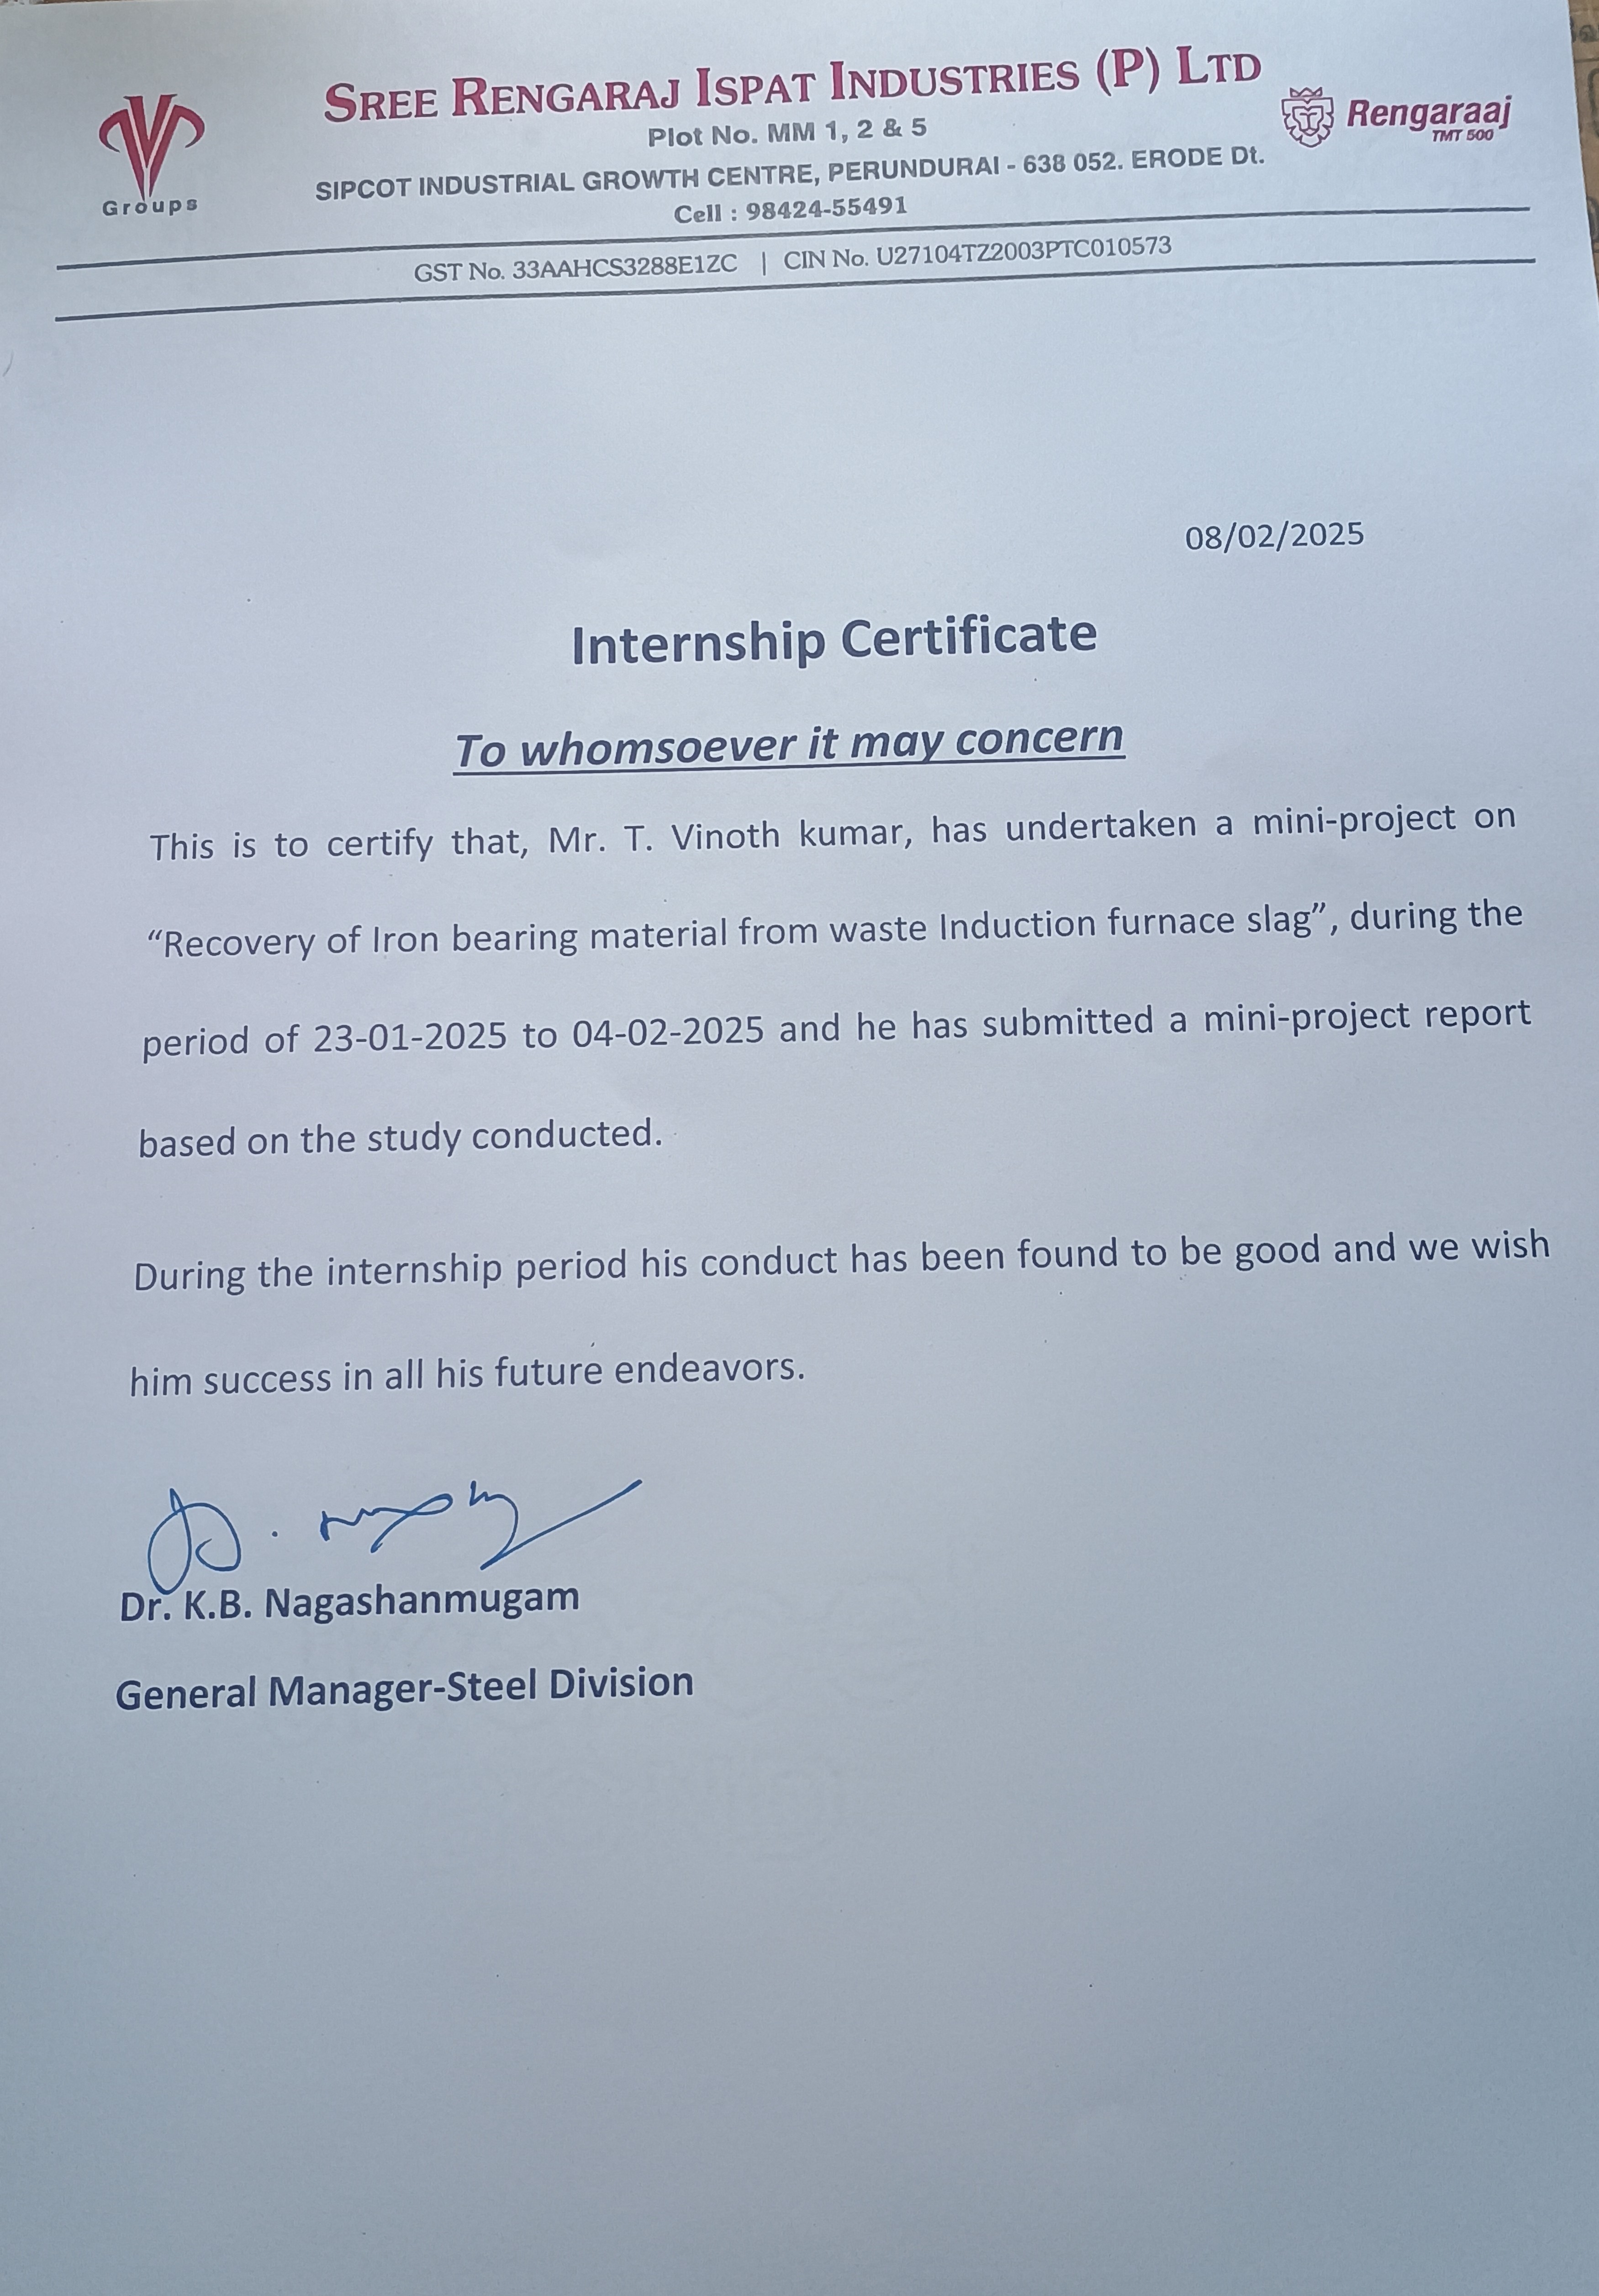 SREE RENGARAJ ISPAT INDUSTRIES (P) LTD
Groups
Rengaraaj
TMT 500
Plot No. MM 1, 2 & 5
SIPCOT INDUSTRIAL GROWTH CENTRE, PERUNDURAI - 638 052. ERODE Dt.
Cell : 98424-55491
GST No. 33AAHCS3288E1ZC | CIN No. U27104TZ2003PTC010573
08/02/2025
Internship Certificate
To whomsoever it may concern
This is to certify that, Mr. T. Vinoth kumar, has undertaken a mini-project on
“Recovery of Iron bearing material from waste Induction furnace slag”, during the
period of 23-01-2025 to 04-02-2025 and he has submitted a mini-project report
based on the study conducted.
During the internship period his conduct has been found to be good and we wish
him success in all his future endeavors.
Dr. K.B. Nagashanmugam
General Manager-Steel Division